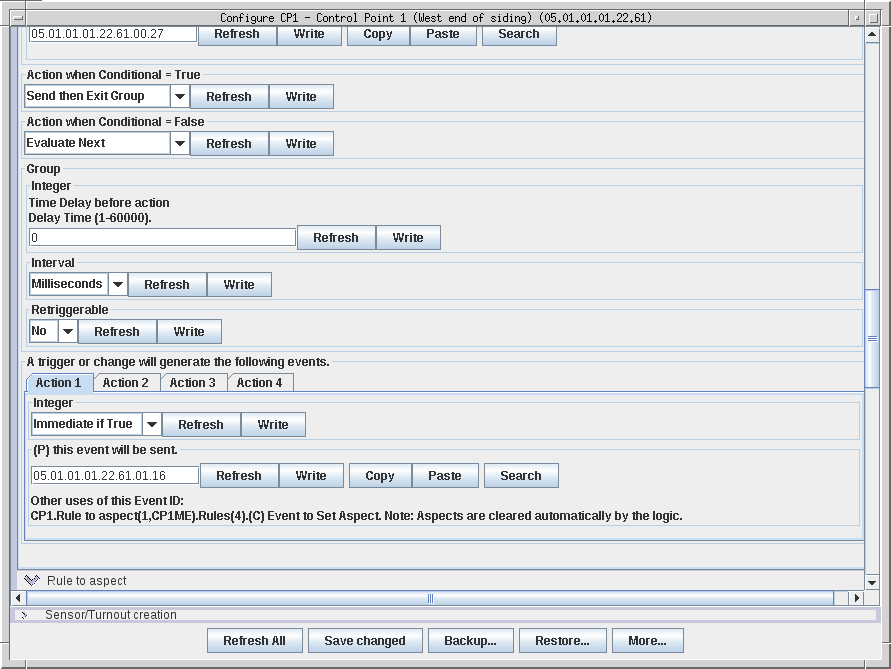 Configure CP1 - Control Point 1 (West end of siding) (05.01.01.01.22.61)
05.01.01.01.22.61.00.27 Refresh Write Copy Paste Search
Action when Conditional = True
Send then Exit Group Refresh Write
Action when Conditional = False
Evaluate Next Refresh Write
Group
Integer
Time Delay before action
Delay Time (1-60000).
0 Refresh Write
Interval
Milliseconds Refresh Write
Retriggerable
No Refresh Write
A trigger or change will generate the following events.
Action 1 Action 2 Action 3 Action 4
Integer
Immediate if True Refresh Write
(P) this event will be sent.
05.01.01.01.22.61.01.16 Refresh Write Copy Paste Search
Other uses of this Event ID:
CP1.Rule to aspect(1,CP1ME).Rules(4).(C) Event to Set Aspect. Note: Aspects are cleared automatically by the logic.
Rule to aspect
Sensor/Turnout creation
Refresh All Save changed Backup... Restore... More...